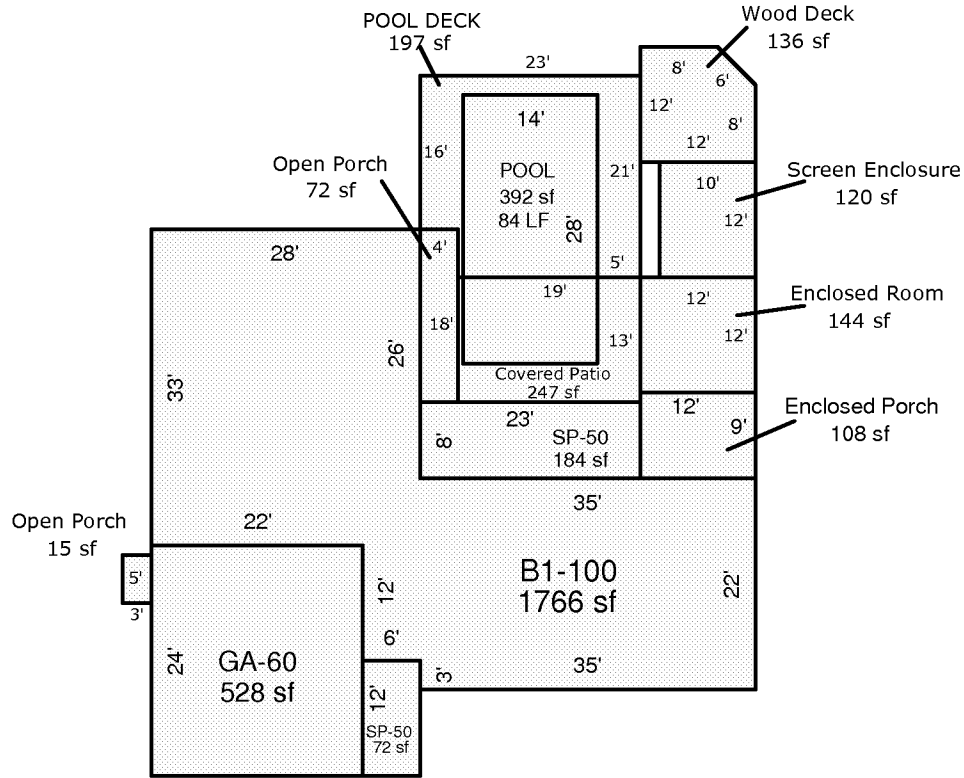 Wood Deck
136 sf
POOL DECK
197 sf
23'
8'
6'
12'
8'
12'
14'
16'
Open Porch
72 sf
POOL
392 sf
84 LF
28'
21'
10'
12'
Screen Enclosure
120 sf
28'
4'
5'
19'
12'
12'
Enclosed Room
144 sf
18'
13'
26'
33'
Covered Patio
247 sf
23'
12'
9'
Enclosed Porch
108 sf
8'
SP-50
184 sf
35'
22'
Open Porch
15 sf
5'
3'
12'
B1-100
1766 sf
22'
6'
24'
GA-60
528 sf
3'
35'
12'
SP-50
72 sf